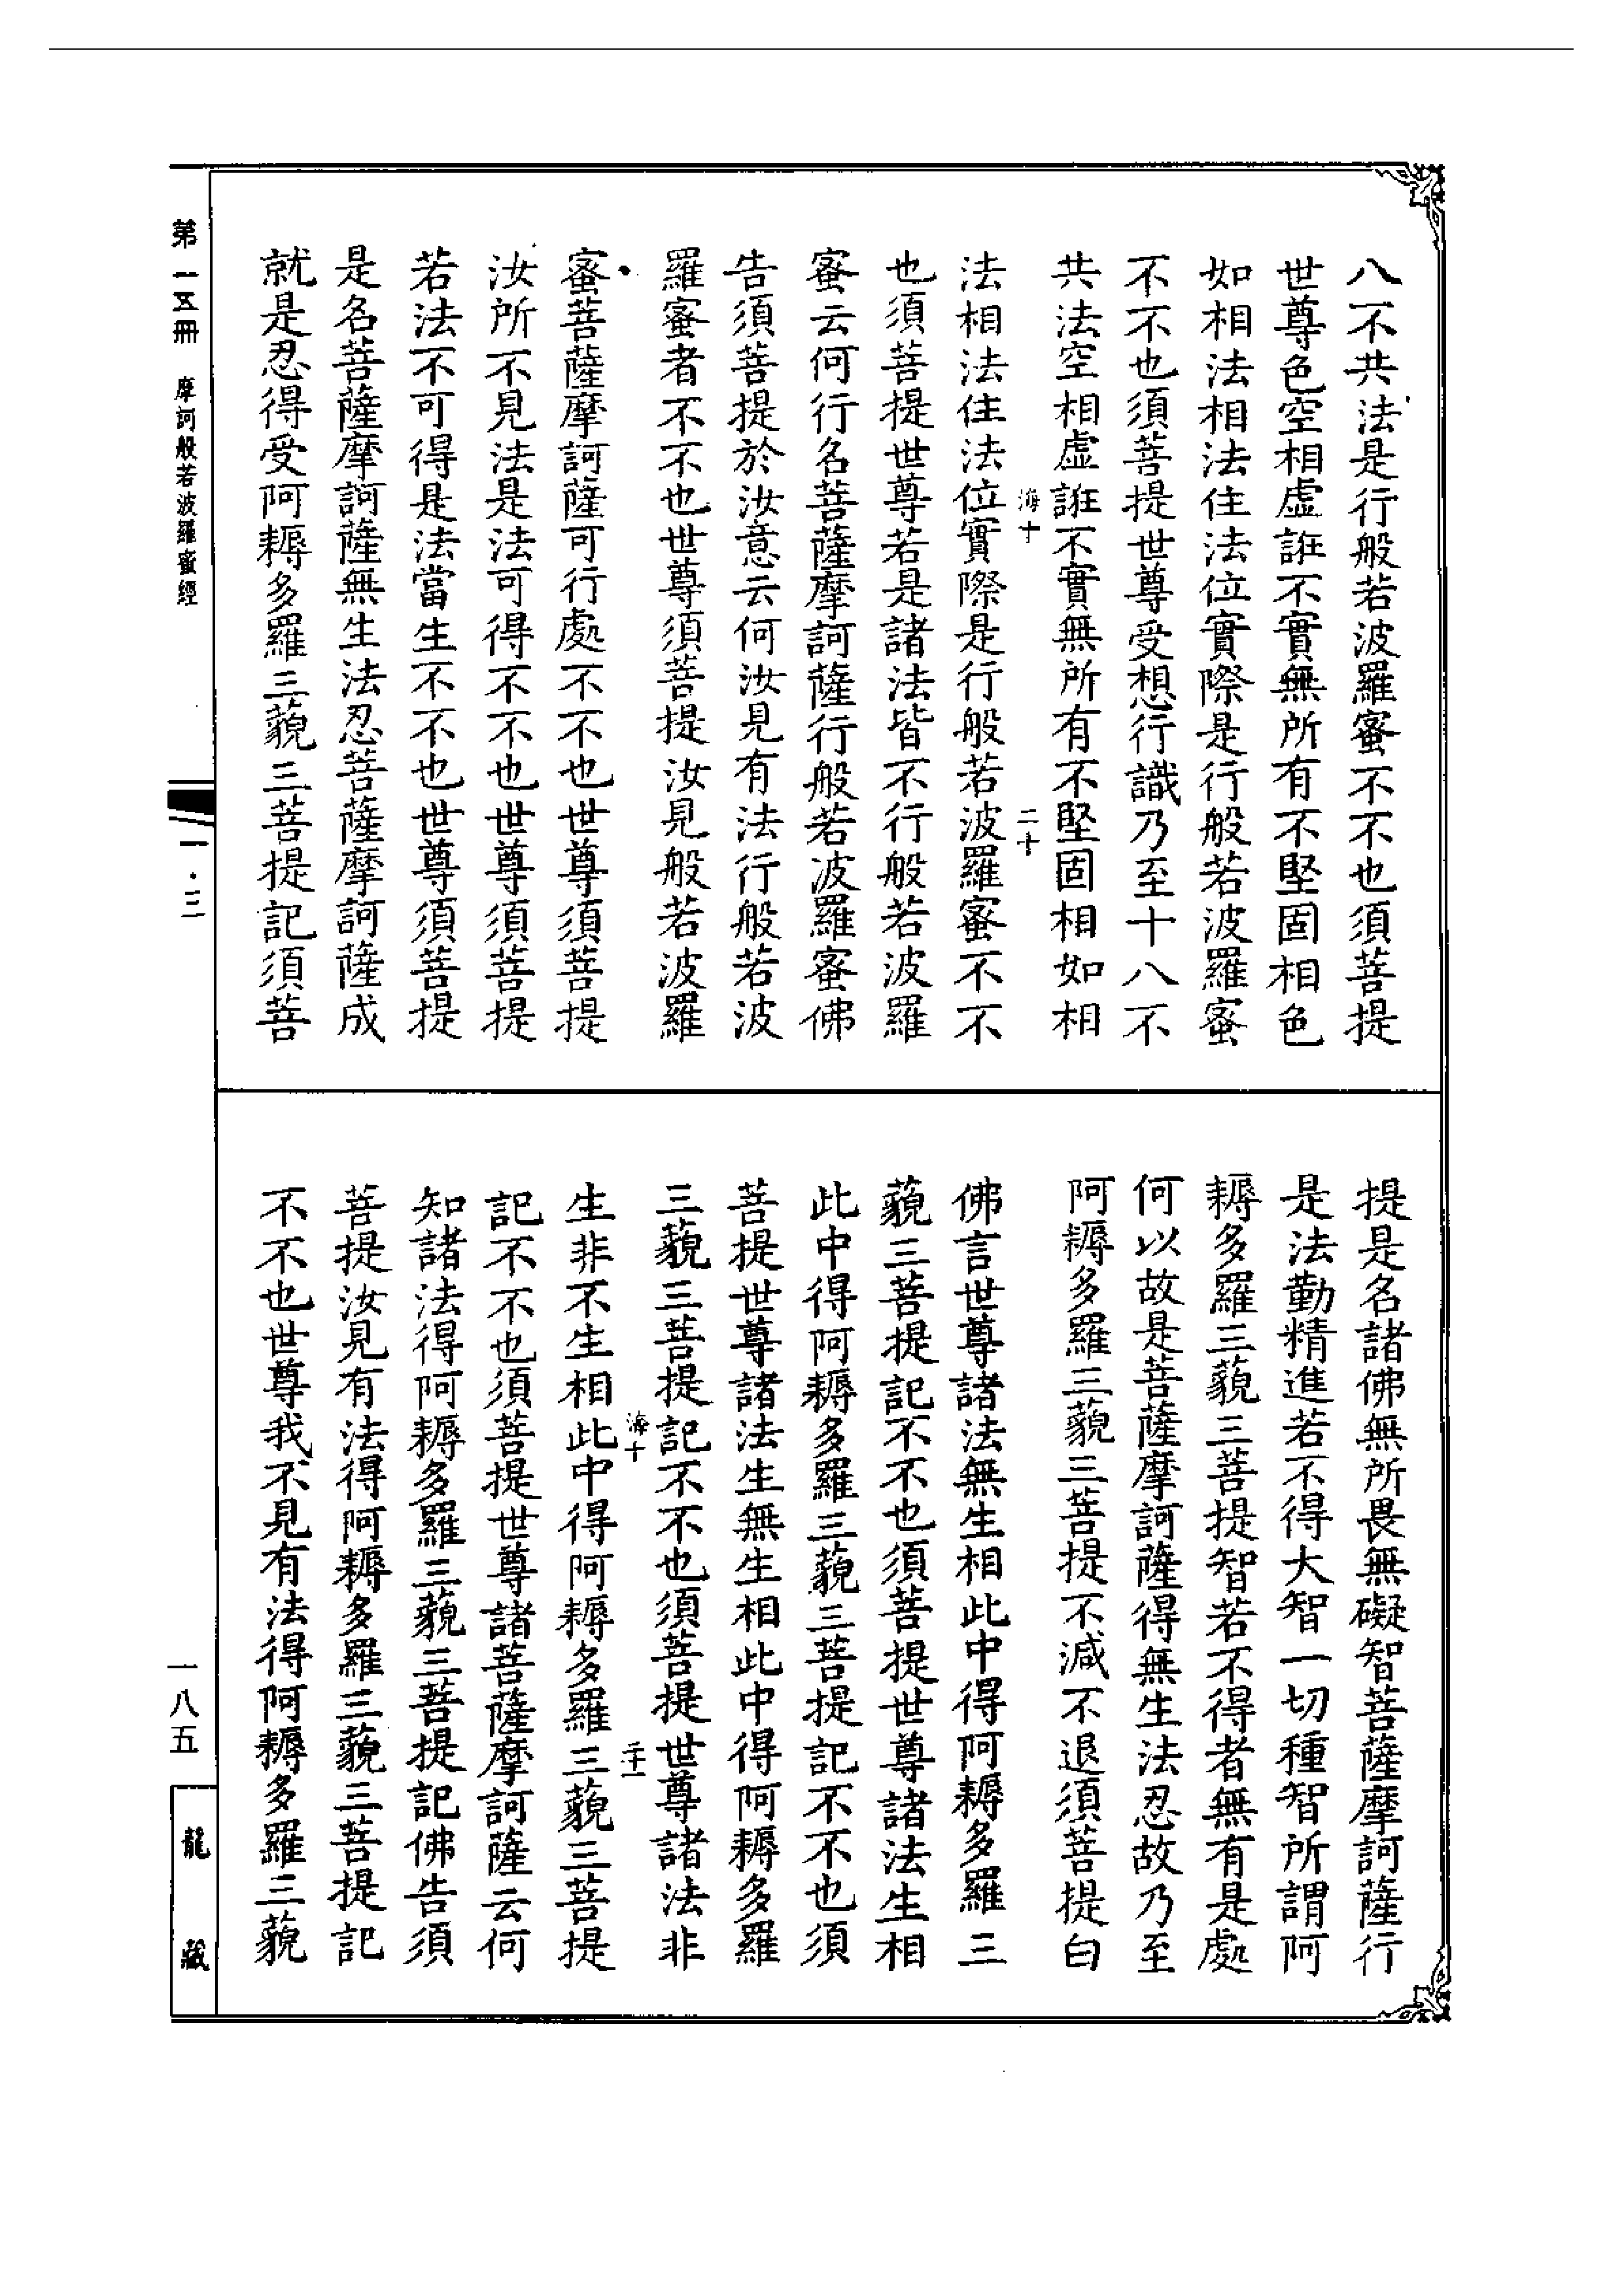 八不共法是行般若波羅蜜不不也須菩提
世尊色空相虛誑不實無所有不堅固相色
如相法相法住法位實際是行般若波羅蜜
不不也須菩提世尊受想行識乃至十八不
共法空相虛誑不實無所有不堅固相如相
海十 二十
法相法住法位實際是行般若波羅蜜不不
也須菩提世尊若是諸法皆不行般若波羅
蜜云何行名菩薩摩訶薩行般若波羅蜜佛
告須菩提於汝意云何汝見有法行般若波
羅蜜者不不也世尊須菩提汝見般若波羅
蜜菩薩摩訶薩可行處不不也世尊須菩提
汝所不見法是法可得不不也世尊須菩提
若法不可得是法當生不不也世尊須菩提
是名菩薩摩訶薩無生法忍菩薩摩訶薩成
就是忍得受阿耨多羅三藐三菩提記須菩
提是名諸佛無所畏無礙智菩薩摩訶薩行
是法勤精進若不得大智一切種智所謂阿
耨多羅三藐三菩提智若不得者無有是處
何以故是菩薩摩訶薩得無生法忍故乃至
阿耨多羅三藐三菩提不減不退須菩提白
佛言世尊諸法無生相此中得阿耨多羅三
藐三菩提記不不也須菩提世尊諸法生相
此中得阿耨多羅三藐三菩提記不不也須
菩提世尊諸法生無生相此中得阿耨多羅
三藐三菩提記不不也須菩提世尊諸法非
海十 二十一
生非不生相此中得阿耨多羅三藐三菩提
記不不也須菩提世尊諸菩薩摩訶薩云何
知諸法得阿耨多羅三藐三菩提記佛告須
菩提汝見有法得阿耨多羅三藐三菩提記
不不也世尊我不見有法得阿耨多羅三藐
第一五冊 摩訶般若波羅蜜經
一·三
一八五
龍藏